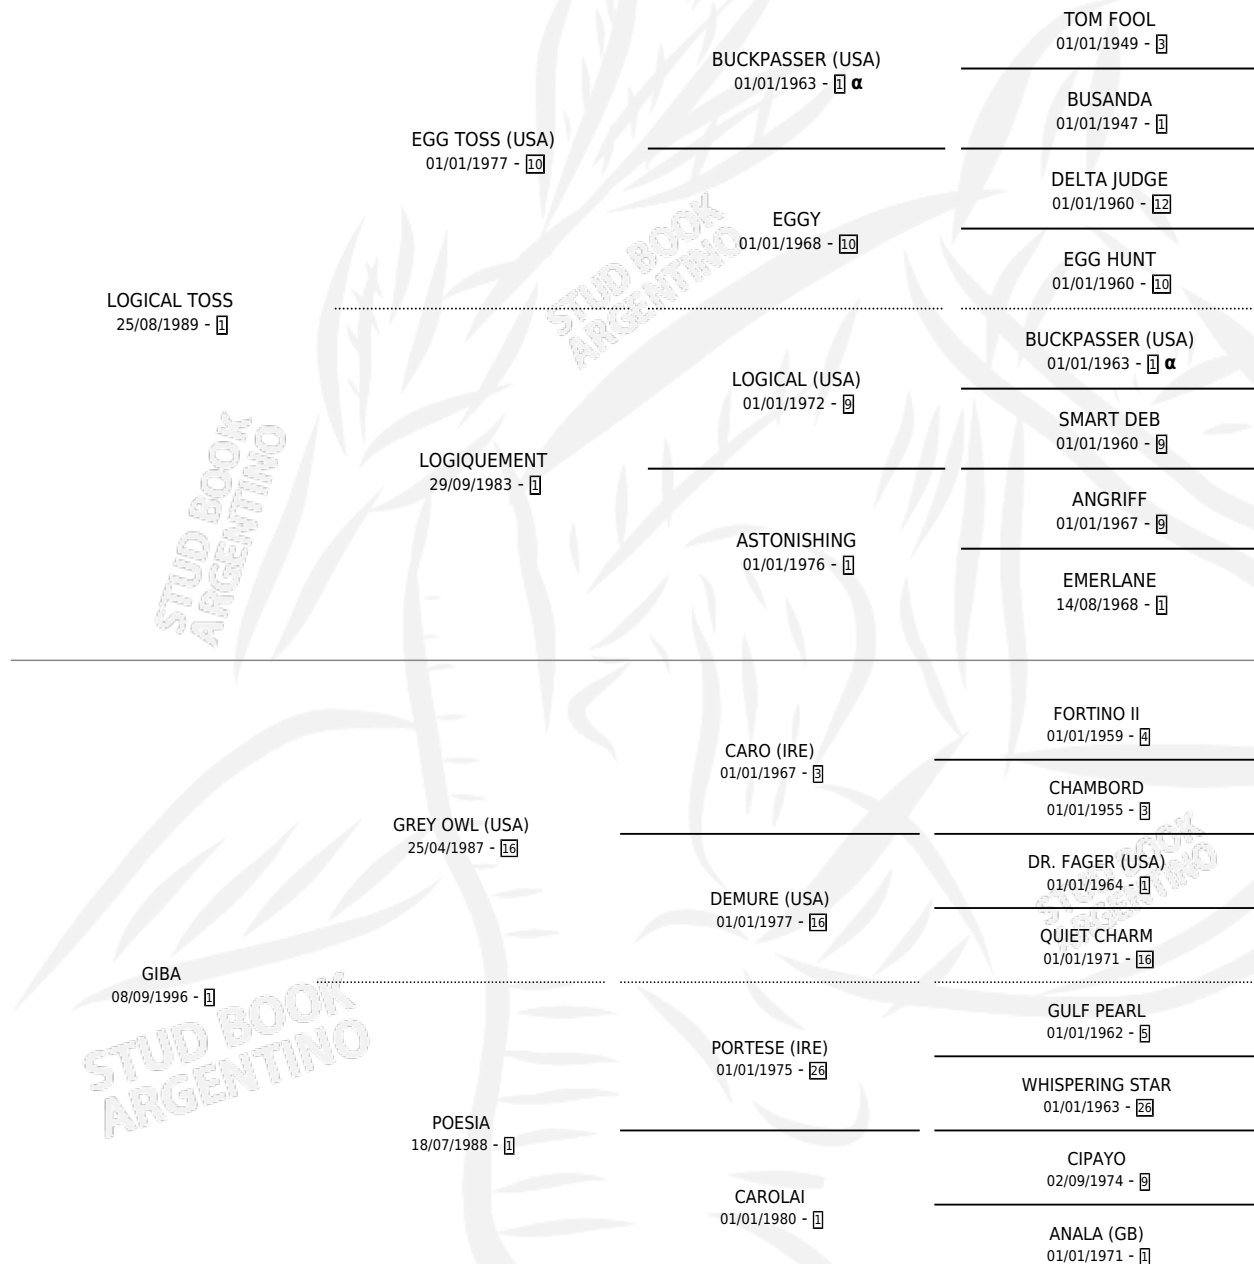 TOM FOOL
01/01/1949 - 3
BUCKPASSER (USA)
01/01/1963 - 1 α
BUSANDA
01/01/1947 - 1
EGG TOSS (USA)
01/01/1977 - 10
DELTA JUDGE
01/01/1960 - 12
EGGY
01/01/1968 - 10
EGG HUNT
01/01/1960 - 10
LOGICAL TOSS
25/08/1989 - 1
BUCKPASSER (USA)
01/01/1963 - 1 α
LOGICAL (USA)
01/01/1972 - 9
SMART DEB
01/01/1960 - 9
LOGIQUEMENT
29/09/1983 - 1
ANGRIFF
01/01/1967 - 9
ASTONISHING
01/01/1976 - 1
EMERLANE
14/08/1968 - 1
FORTINO II
01/01/1959 - 4
CARO (IRE)
01/01/1967 - 3
CHAMBORD
01/01/1955 - 3
GREY OWL (USA)
25/04/1987 - 16
DR. FAGER (USA)
01/01/1964 - 1
DEMURE (USA)
01/01/1977 - 16
QUIET CHARM
01/01/1971 - 16
GIBA
08/09/1996 - 1
GULF PEARL
01/01/1962 - 5
PORTESE (IRE)
01/01/1975 - 26
WHISPERING STAR
01/01/1963 - 26
POESIA
18/07/1988 - 1
CIPAYO
02/09/1974 - 9
CAROLAI
01/01/1980 - 1
ANALA (GB)
01/01/1971 - 1
STUD BOOK
ARGENTINO
STUD BOOK
ARGENTINO
STUD BOOK
ARGENTINO
STUD BOOK
ARGENTINO